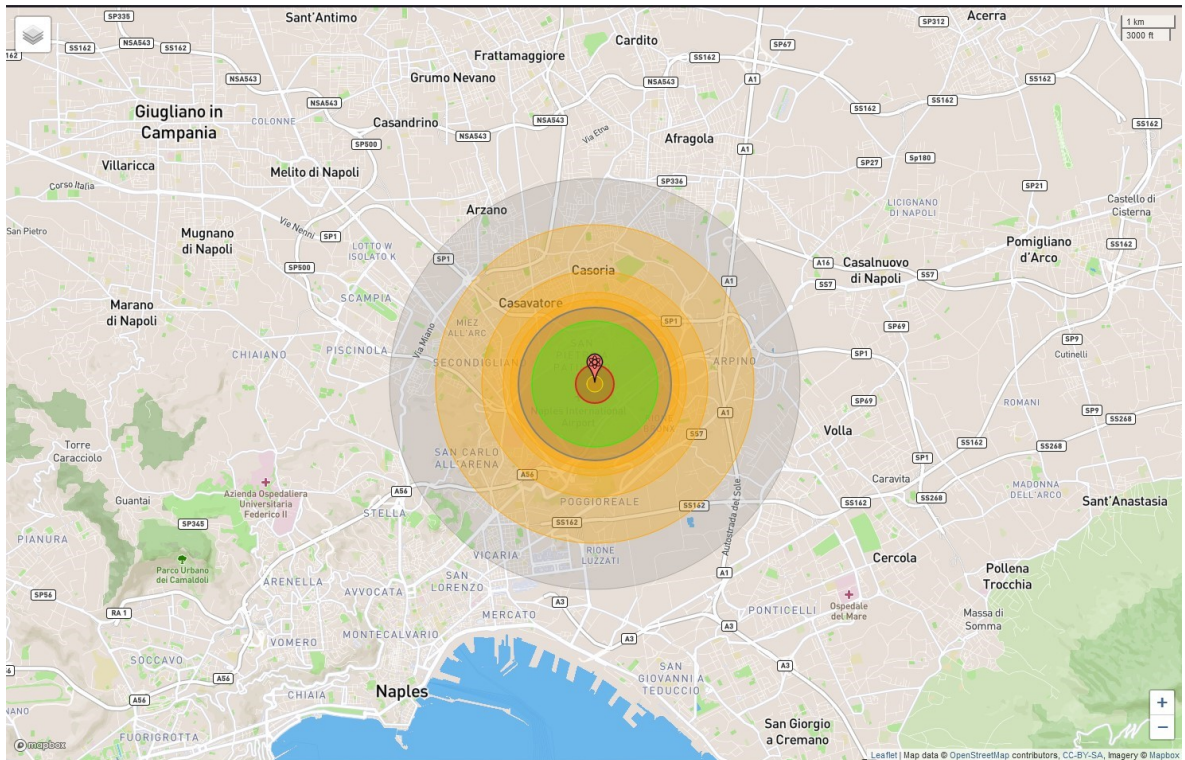 SP335
Sant'Antimo
SP312
Acerra
1 km
3000 ft
SS162
NSA543
SS162
Cardito
SP67
Frattamaggiore
SS162
A1
SS162
Grumo Nevano
NSA543
NSA543
Giugliano in
Campania
COLONNE
NSA543
SS162
SS162
Casandrino
NSA543
NSA543
Via Etna
Afragola
SP500
A1
SS162
Villaricca
Melito di Napoli
SP27
Sp180
Corso Italia
SP336
SP21
Castello di
Cisterna
San Pietro
Via Nenni
Arzano
LICIGNANO
DI NAPOLI
Mugnano
di Napoli
SP1
LOTTO W
ISOLATO K
SP1
Pomigliano
d'Arco
SS162
SP500
Casoria
A16
Casalnuovo
di Napoli
SS7
SS7
A1
SCAMPIA
Casavatore
Marano
di Napoli
MIEZ
ALL'ARC
SP1
SP69
SP9
Via Miano
CHIAIANO
PISCINOLA
SECONDIGLIANO
ARPINO
SP1
Cutinelli
SP69
ROMANI
Naples International
Airport
A1
SP9
SS7
Volla
SS268
Torre
Caracciolo
SAN CARLO
ALL'ARENA
A56
SP1
SS162
Caravita
MADONNA
DELL'ARCO
Guantai
Azienda Ospedaliera
Universitaria
Federico II
A56
STELLA
POGGIOREALE
SS162
SS162
SS268
Sant'Anastasia
SP345
SS162
Autostrada del Sole
PIANURA
VICARIA
RIONE
LUZZATI
Cercola
Parco Urbano
dei Camaldoli
ARENELLA
SAN
LORENZO
A1
Pollena
Trocchia
SP56
AVVOCATA
A3
RA 1
MERCATO
PONTICELLI
Ospedale
del Mare
Massa di
Somma
VOMERO
MONTECALVARIO
A3
A3
SOCCAVO
A56
SAN
GIOVANNI A
TEDUCCIO
A3
A56
CHIAIA
Naples
+
−
San Giorgio
a Cremano
FUORIGROTTA
mapbox
Leaflet | Map data © OpenStreetMap contributors, CC-BY-SA, Imagery © Mapbox